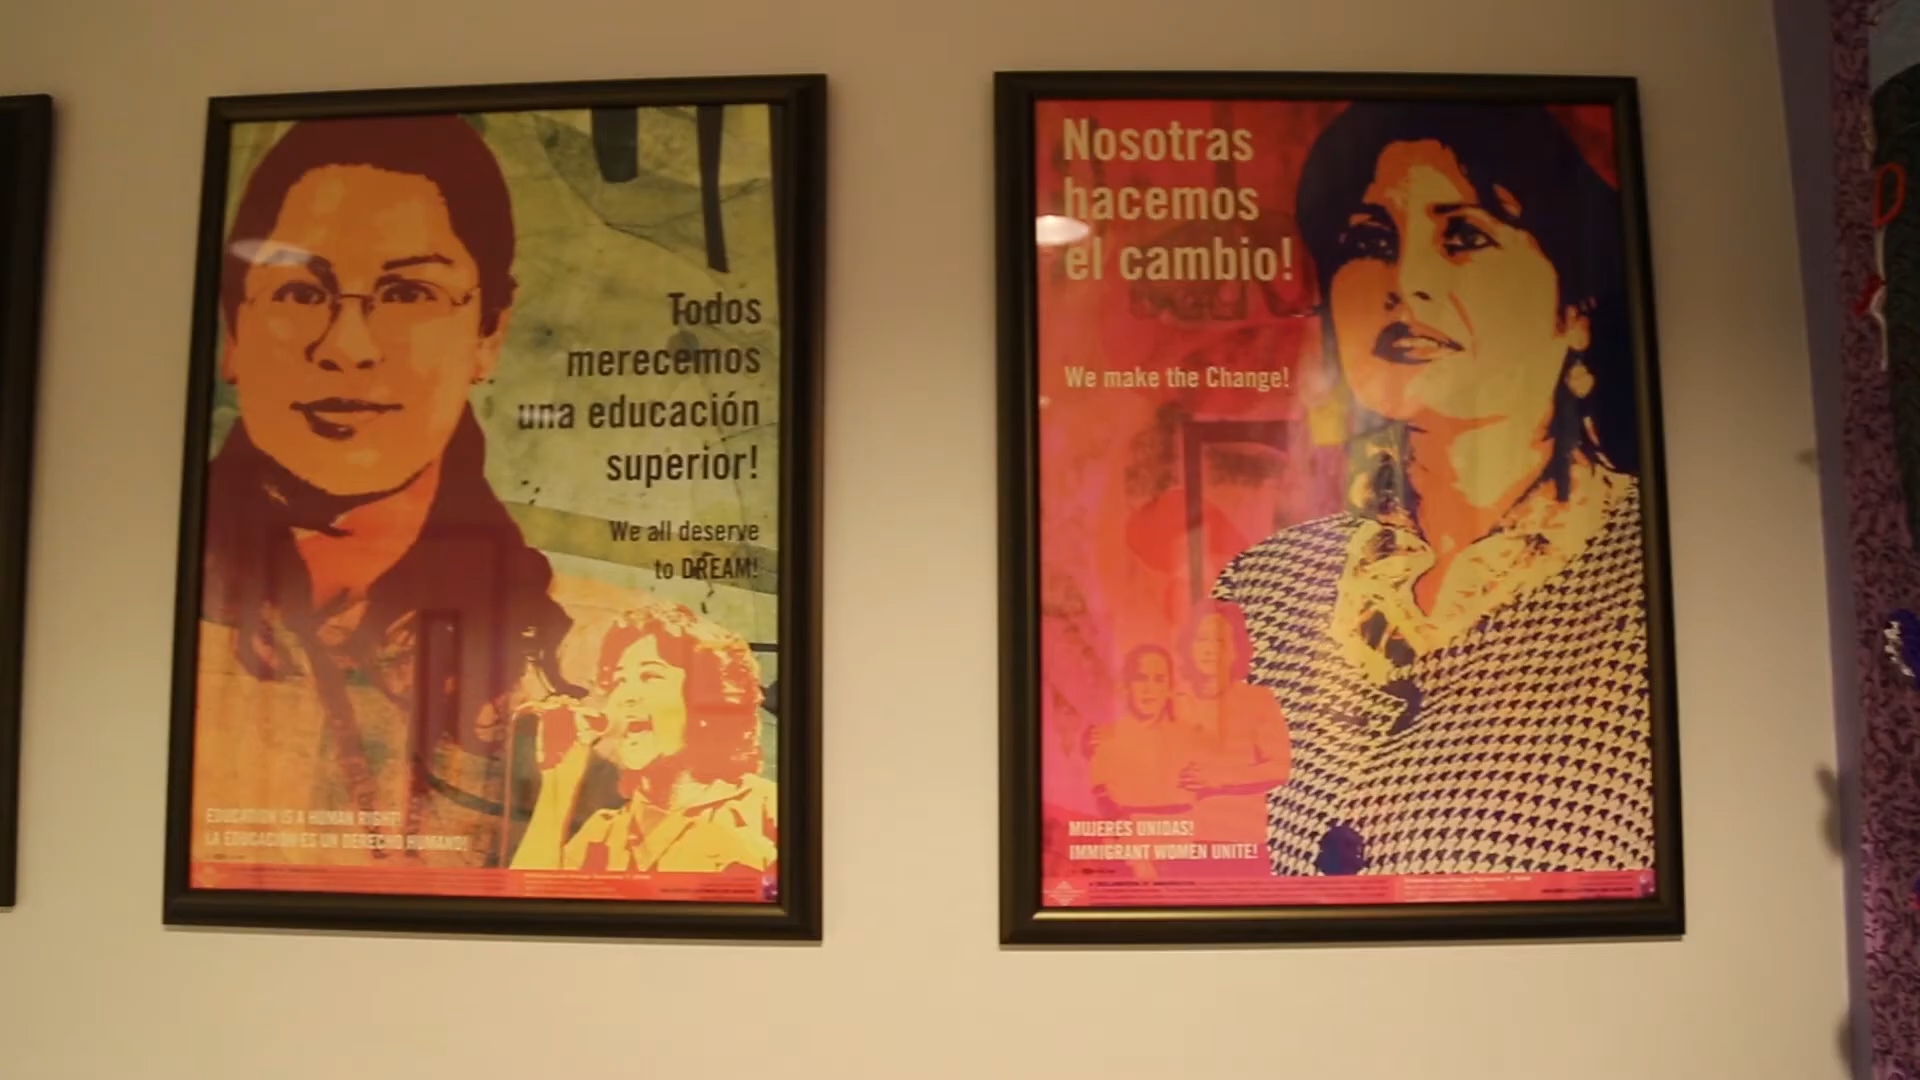 Todos
merecemos
una educación
superior!
We all deserve
to DREAM!
EDUCATION IS A HUMAN RIGHT!
LA EDUCACION ES UN DERECHO HUMANO!
Nosotras
hacemos
el cambio!
We make the Change!
MUJERES UNIDAS!
IMMIGRANT WOMEN UNITE!